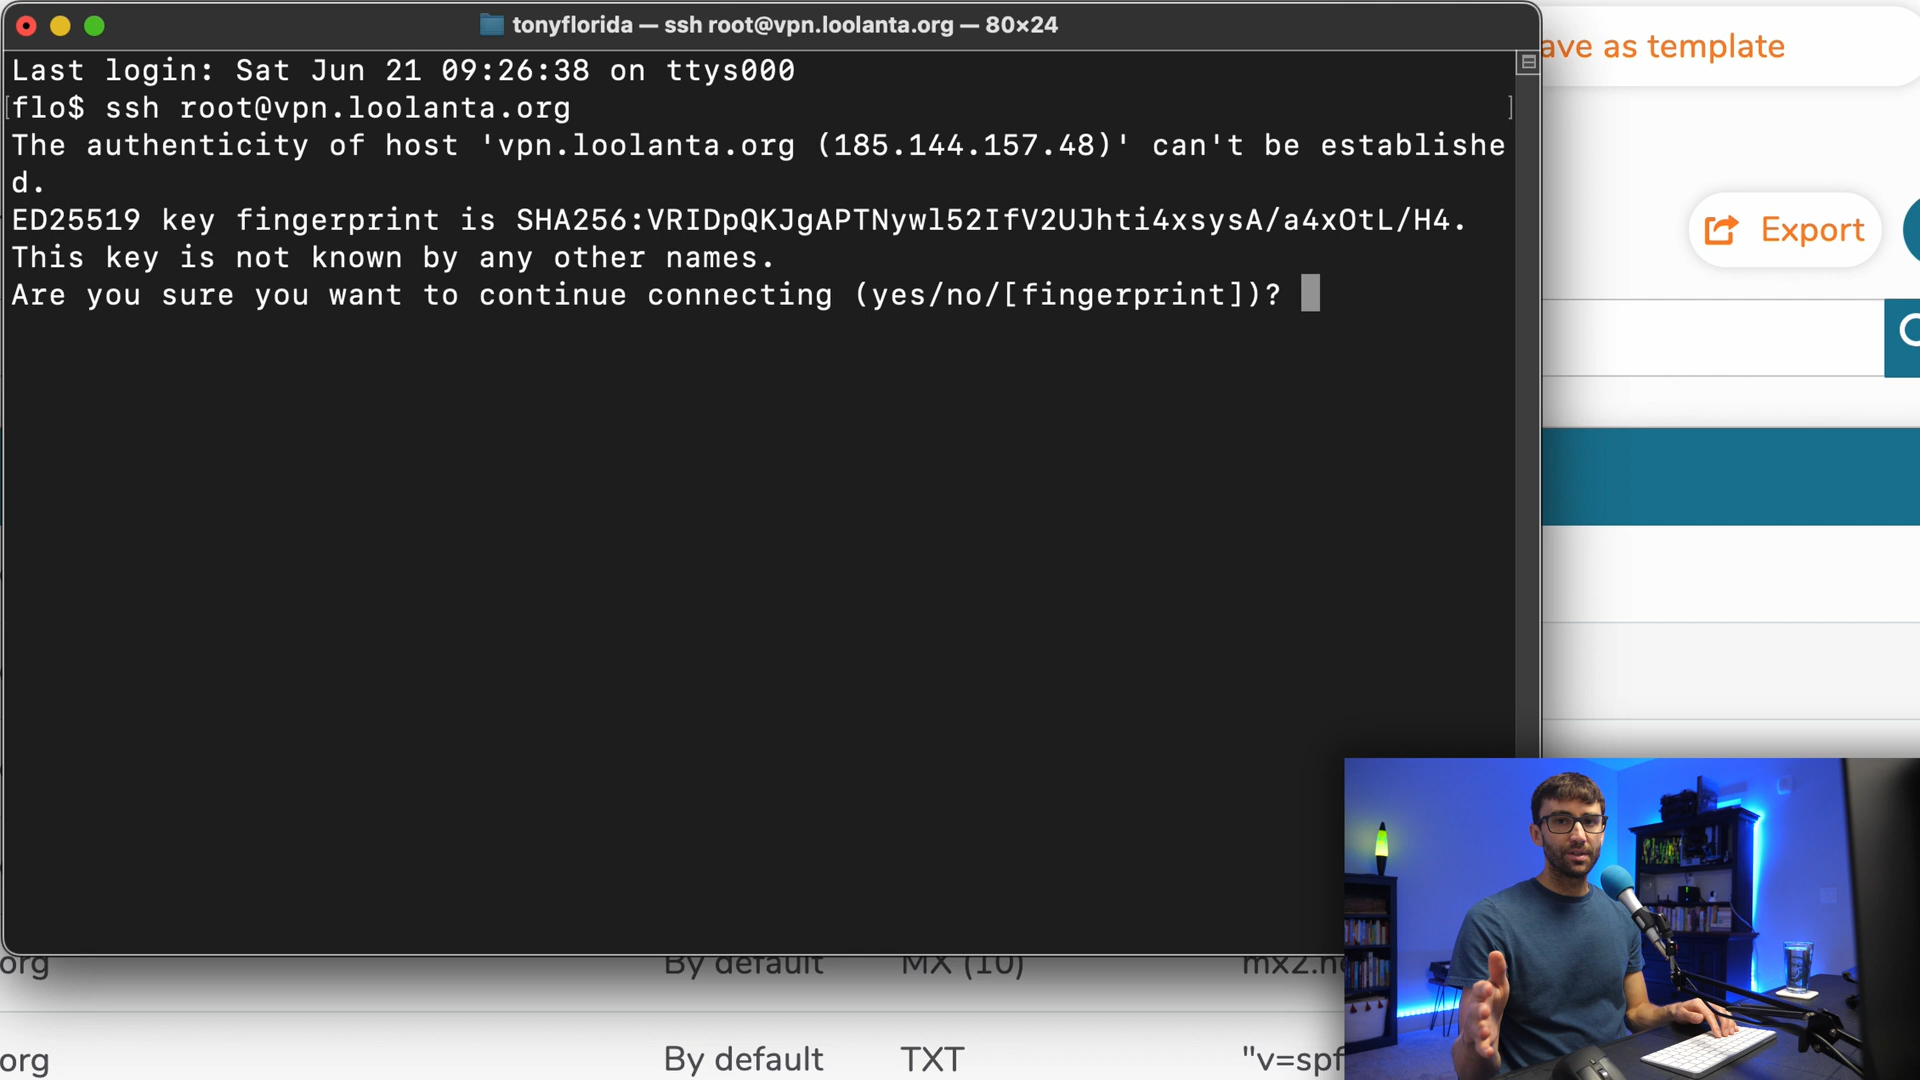 tonyflorida — ssh root@vpn.loolanta.org — 80×24
ave as template
Last login: Sat Jun 21 09:26:38 on ttys000
flo$ ssh root@vpn.loolanta.org
The authenticity of host 'vpn.loolanta.org (185.144.157.48)' can't be establishe
d.
ED25519 key fingerprint is SHA256:VRIDpQKJgAPTNywl52IfV2UJhti4xsysA/a4xOtL/H4.
Export
This key is not known by any other names.
Are you sure you want to continue connecting (yes/no/[fingerprint])?
org By default MX (10) mx2.n
org By default TXT "v=spf